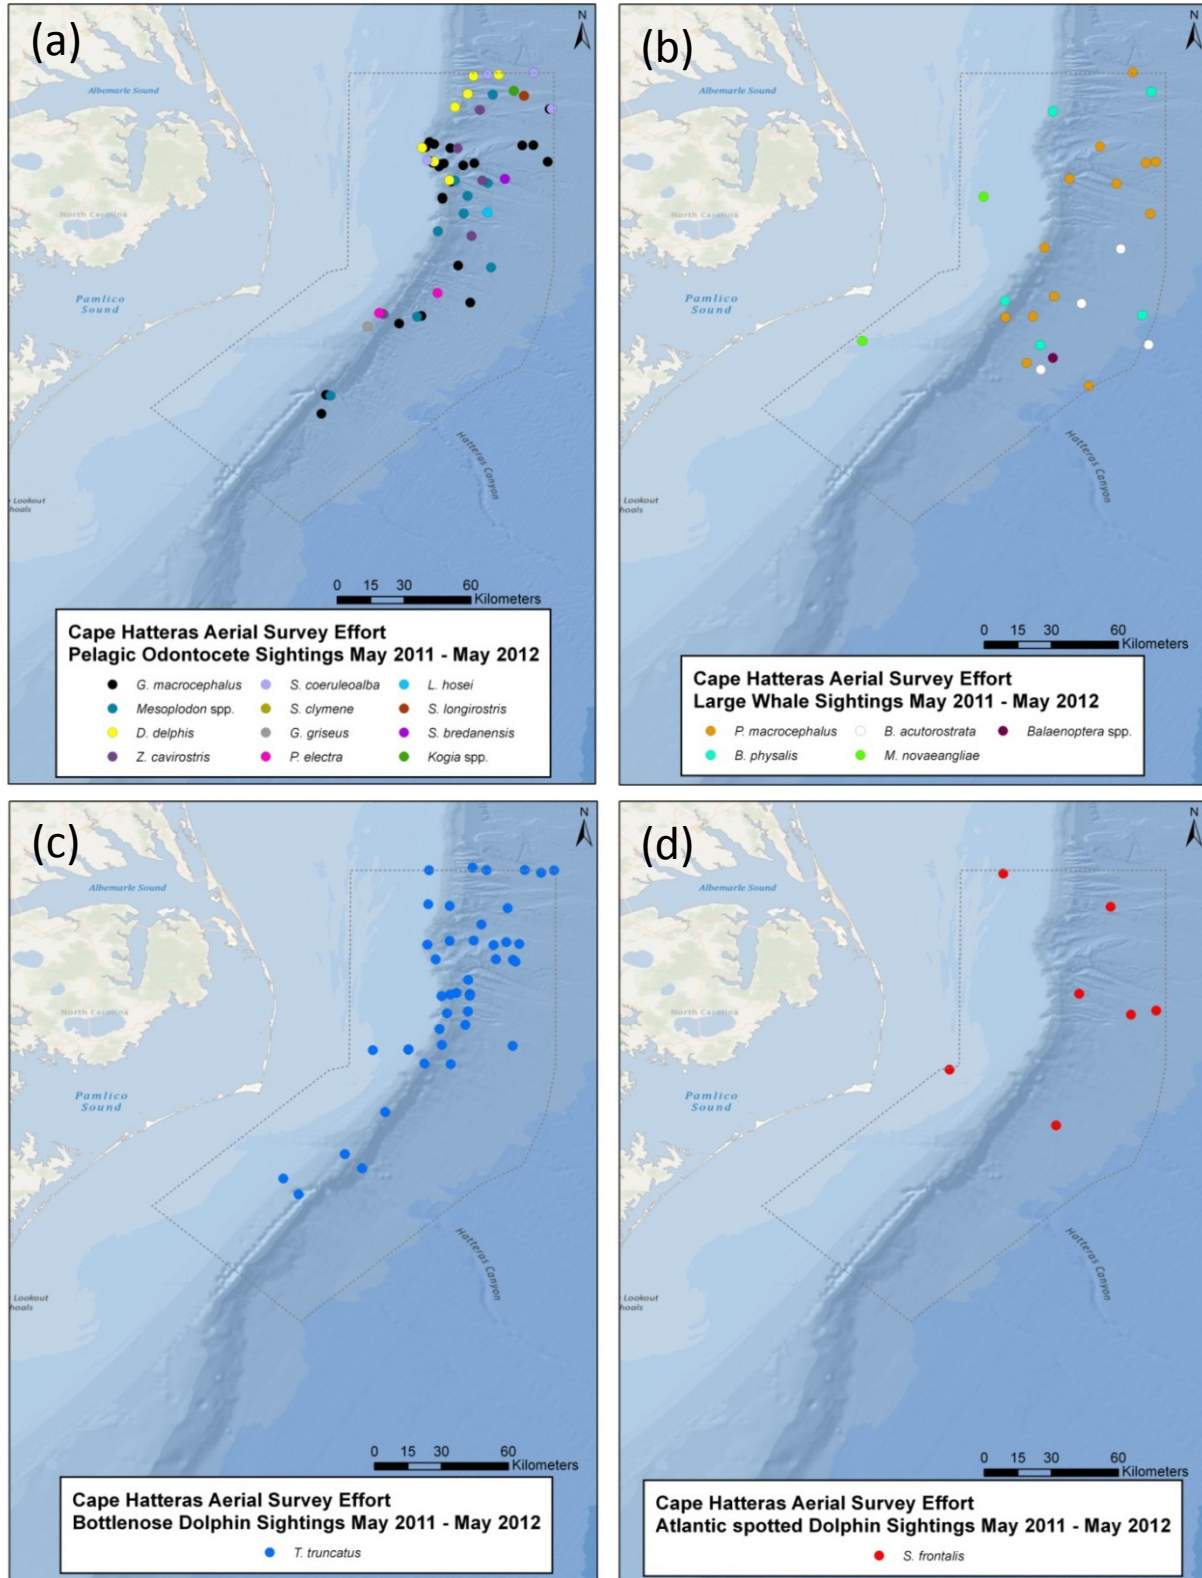 (a)
N
Albemarle Sound
North Carolina
Pamlico
Sound
Hatteras Canyon
Lookout
hoals
0 15 30 60
Kilometers
Cape Hatteras Aerial Survey Effort
Pelagic Odontocete Sightings May 2011 - May 2012
G. macrocephalus S. coeruleoalba L. hosei
Mesoplodon spp. S. clymene S. longirostris
D. delphis G. griseus S. bredanensis
Z. cavirostris P. electra Kogia spp.
(b)
N
Albemarle Sound
North Carolina
Pamlico
Sound
Hatteras Canyon
Lookout
hoals
0 15 30 60
Kilometers
Cape Hatteras Aerial Survey Effort
Large Whale Sightings May 2011 - May 2012
P. macrocephalus B. acutorostrata Balaenoptera spp.
B. physalis M. novaeangliae
(c)
N
Albemarle Sound
North Carolina
Pamlico
Sound
Hatteras Canyon
Lookout
hoals
0 15 30 60
Kilometers
Cape Hatteras Aerial Survey Effort
Bottlenose Dolphin Sightings May 2011 - May 2012
T. truncatus
(d)
N
Albemarle Sound
North Carolina
Pamlico
Sound
Hatteras Canyon
Lookout
hoals
0 15 30 60
Kilometers
Cape Hatteras Aerial Survey Effort
Atlantic spotted Dolphin Sightings May 2011 - May 2012
S. frontalis